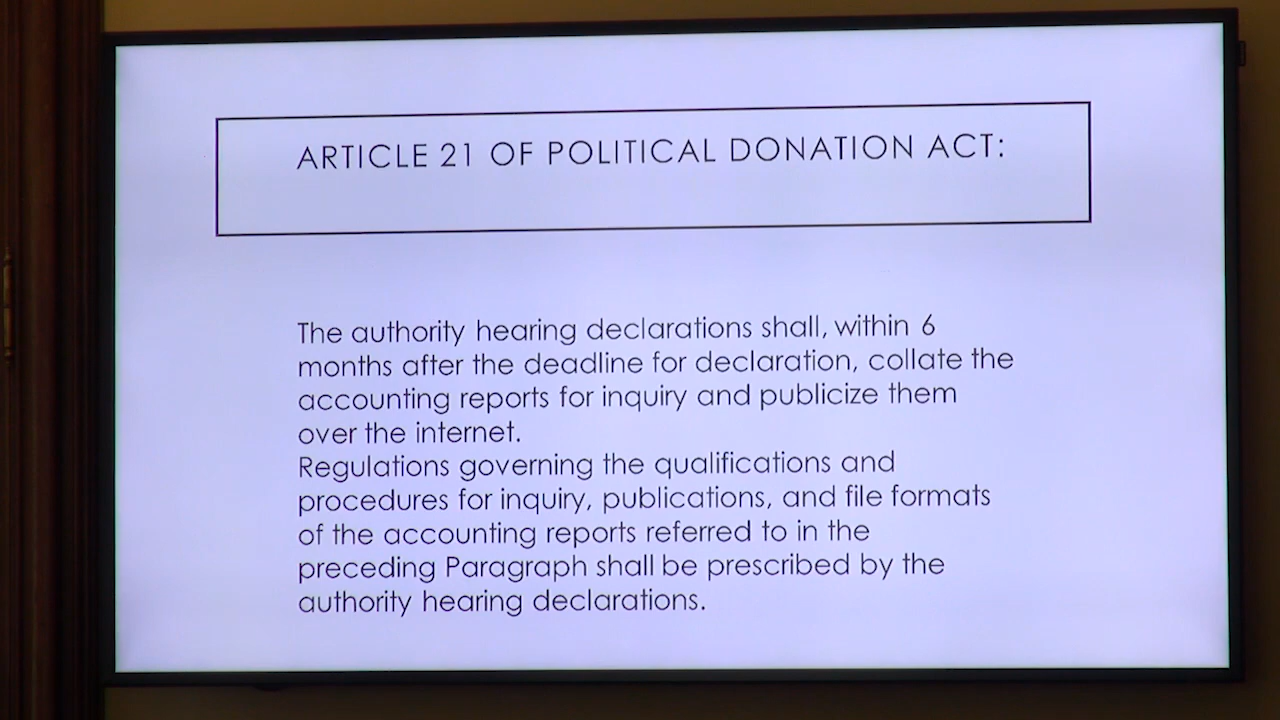 ARTICLE 21 OF POLITICAL DONATION ACT:
The authority hearing declarations shall, within 6
months after the deadline for declaration, collate the
accounting reports for inquiry and publicize them
over the internet.
Regulations governing the qualifications and
procedures for inquiry, publications, and file formats
of the accounting reports referred to in the
preceding Paragraph shall be prescribed by the
authority hearing declarations.